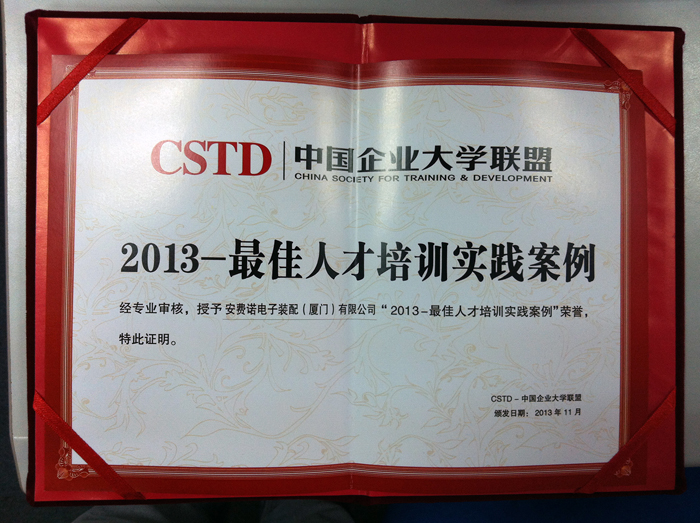 CSTD 中国企业大学联盟
CHINA SOCIETY FOR TRAINING & DEVELOPMENT
2013-最佳人才培训实践案例
经专业审核，授予 安费诺电子装配(厦门)有限公司 “2013-最佳人才培训实践案例”荣誉，
特此证明。
CSTD-中国企业大学联盟
颁发日期： 2013 年 11 月